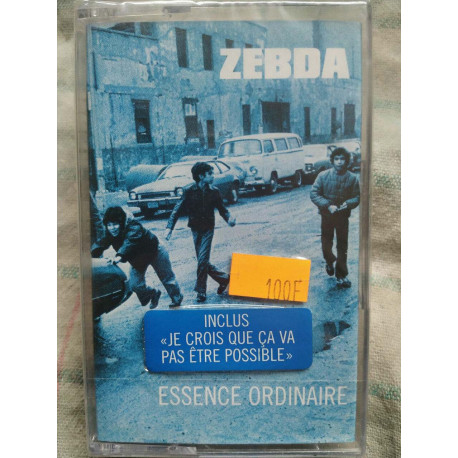 ZEBDA
100F
INCLUS
«JE CROIS QUE ÇA VA
PAS ÊTRE POSSIBLE»
ESSENCE ORDINAIRE